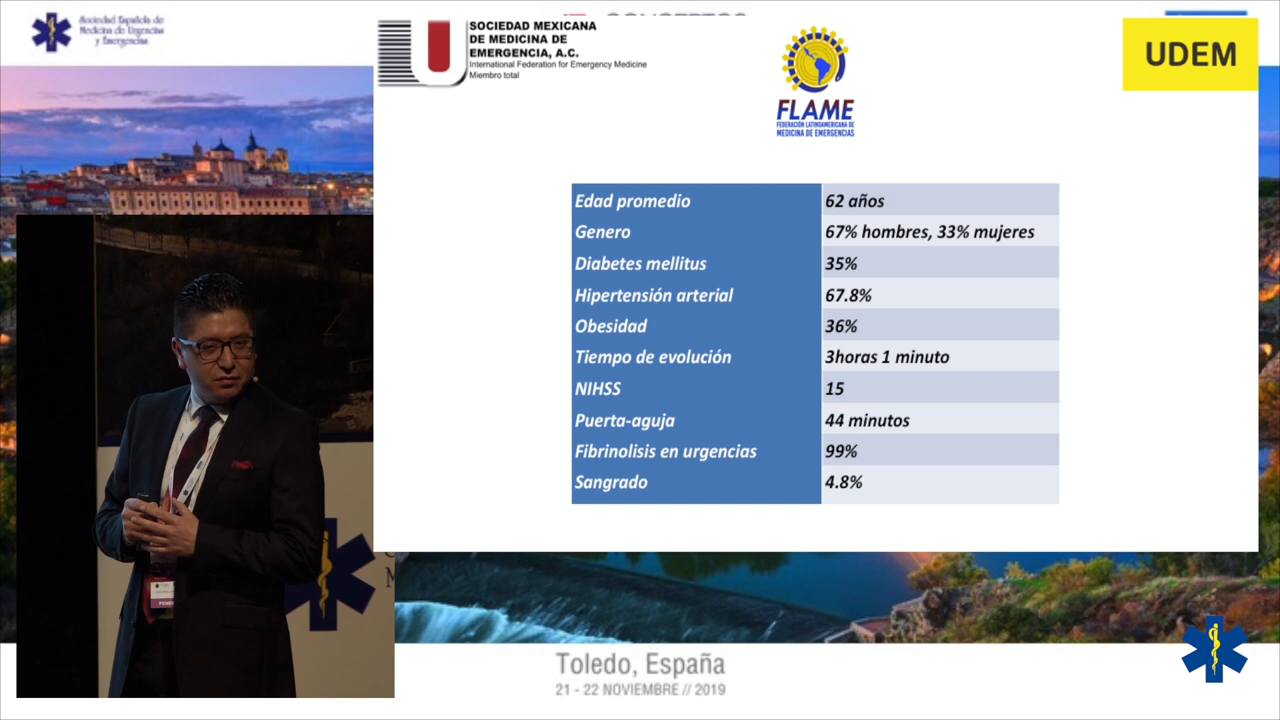 Sociedad Española de
Medicina de Urgencias
y Emergencias
SOCIEDAD MEXICANA
DE MEDICINA DE
EMERGENCIA, A.C.
International Federation for Emergency Medicine
Miembro total
FLAME
FEDERACIÓN LATINOAMERICANA DE
MEDICINA DE EMERGENCIAS
UDEM
Edad promedio 62 años
Genero 67% hombres, 33% mujeres
Diabetes mellitus 35%
Hipertensión arterial 67.8%
Obesidad 36%
Tiempo de evolución 3horas 1 minuto
NIHSS 15
Puerta-aguja 44 minutos
Fibrinolisis en urgencias 99%
Sangrado 4.8%
Toledo, España
21 - 22 NOVIEMBRE // 2019